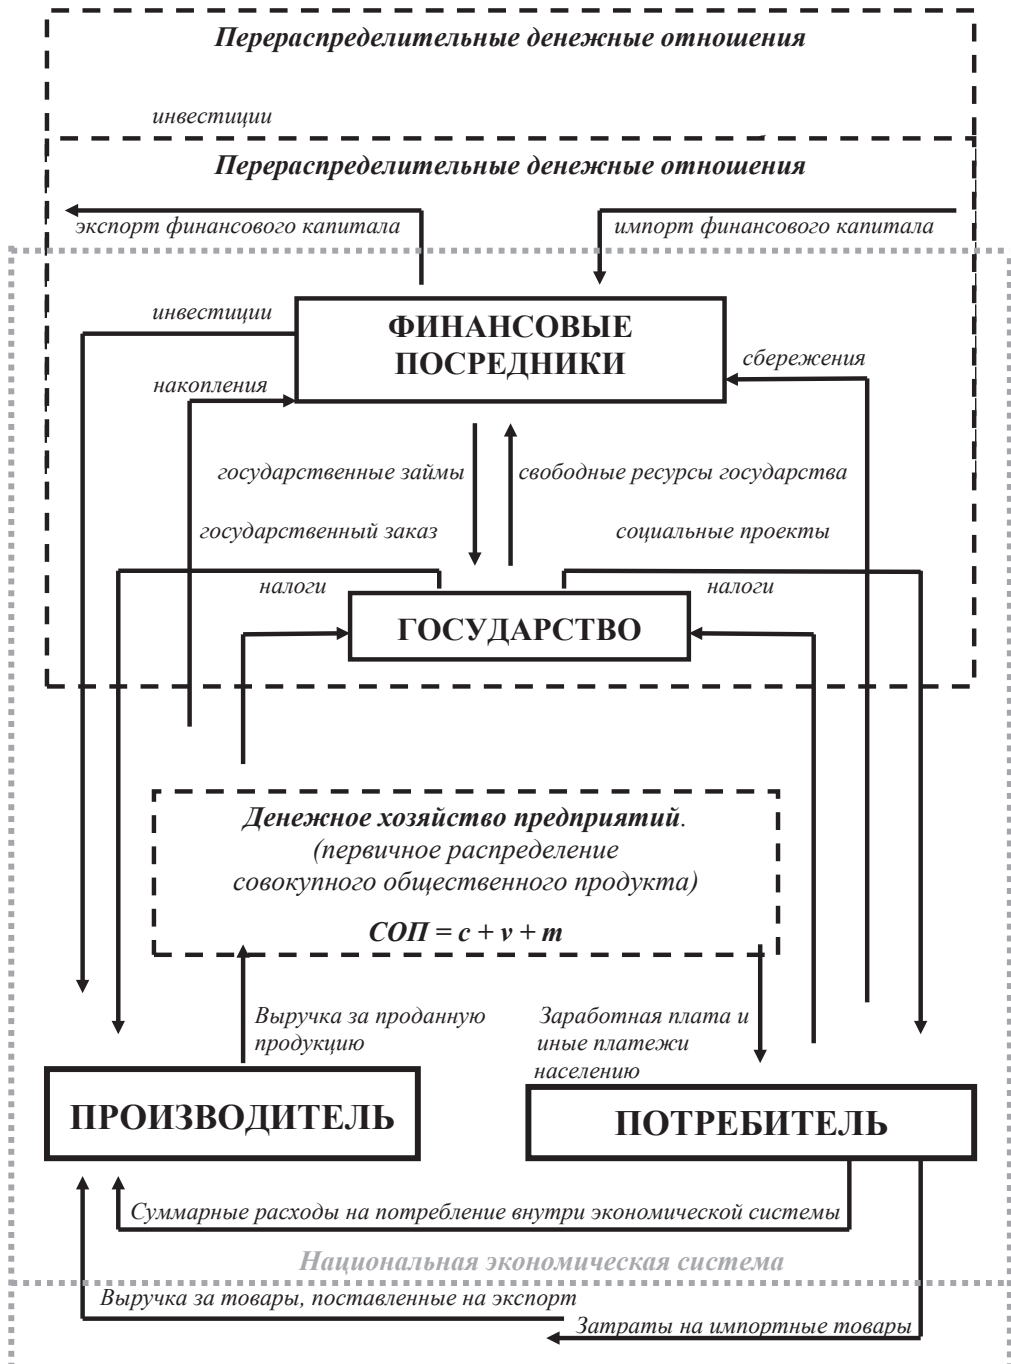 Перераспределительные денежные отношения
инвестиции
Перераспределительные денежные отношения
экспорт финансового капитала
импорт финансового капитала
инвестиции
ФИНАНСОВЫЕ
ПОСРЕДНИКИ
сбережения
накопления
государственные займы
свободные ресурсы государства
государственный заказ
социальные проекты
налоги
налоги
ГОСУДАРСТВО
Денежное хозяйство предприятий.
(первичное распределение
совокупного общественного продукта)
СОП = c + v + m
Выручка за проданную
продукцию
Заработная плата и
иные платежи
населению
ПРОИЗВОДИТЕЛЬ
ПОТРЕБИТЕЛЬ
Суммарные расходы на потребление внутри экономической системы
Национальная экономическая система
Выручка за товары, поставленные на экспорт
Затраты на импортные товары